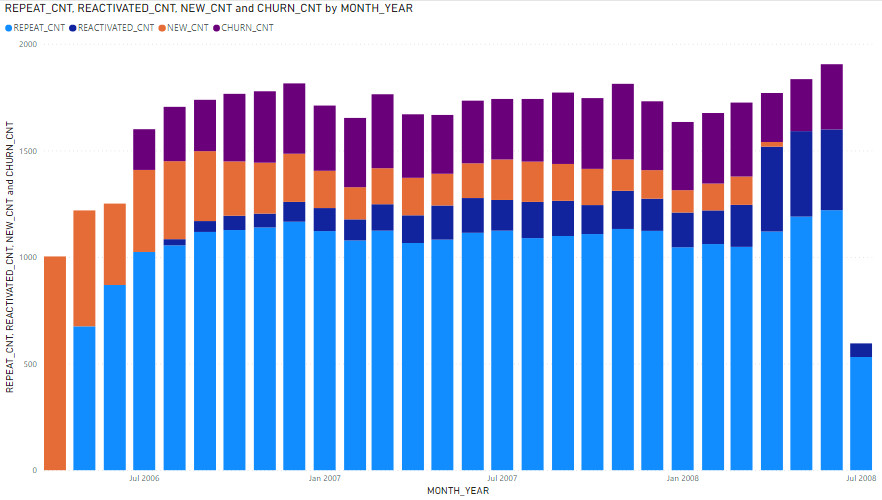 REPEAT_CNT, REACTIVATED_CNT, NEW_CNT and CHURN_CNT by MONTH_YEAR
REPEAT_CNT REACTIVATED_CNT NEW_CNT CHURN_CNT
REPEAT_CNT, REACTIVATED_CNT, NEW_CNT and CHURN_CNT
2000
1500
1000
500
0
Jul 2006 Jan 2007 Jul 2007 Jan 2008 Jul 2008
MONTH_YEAR